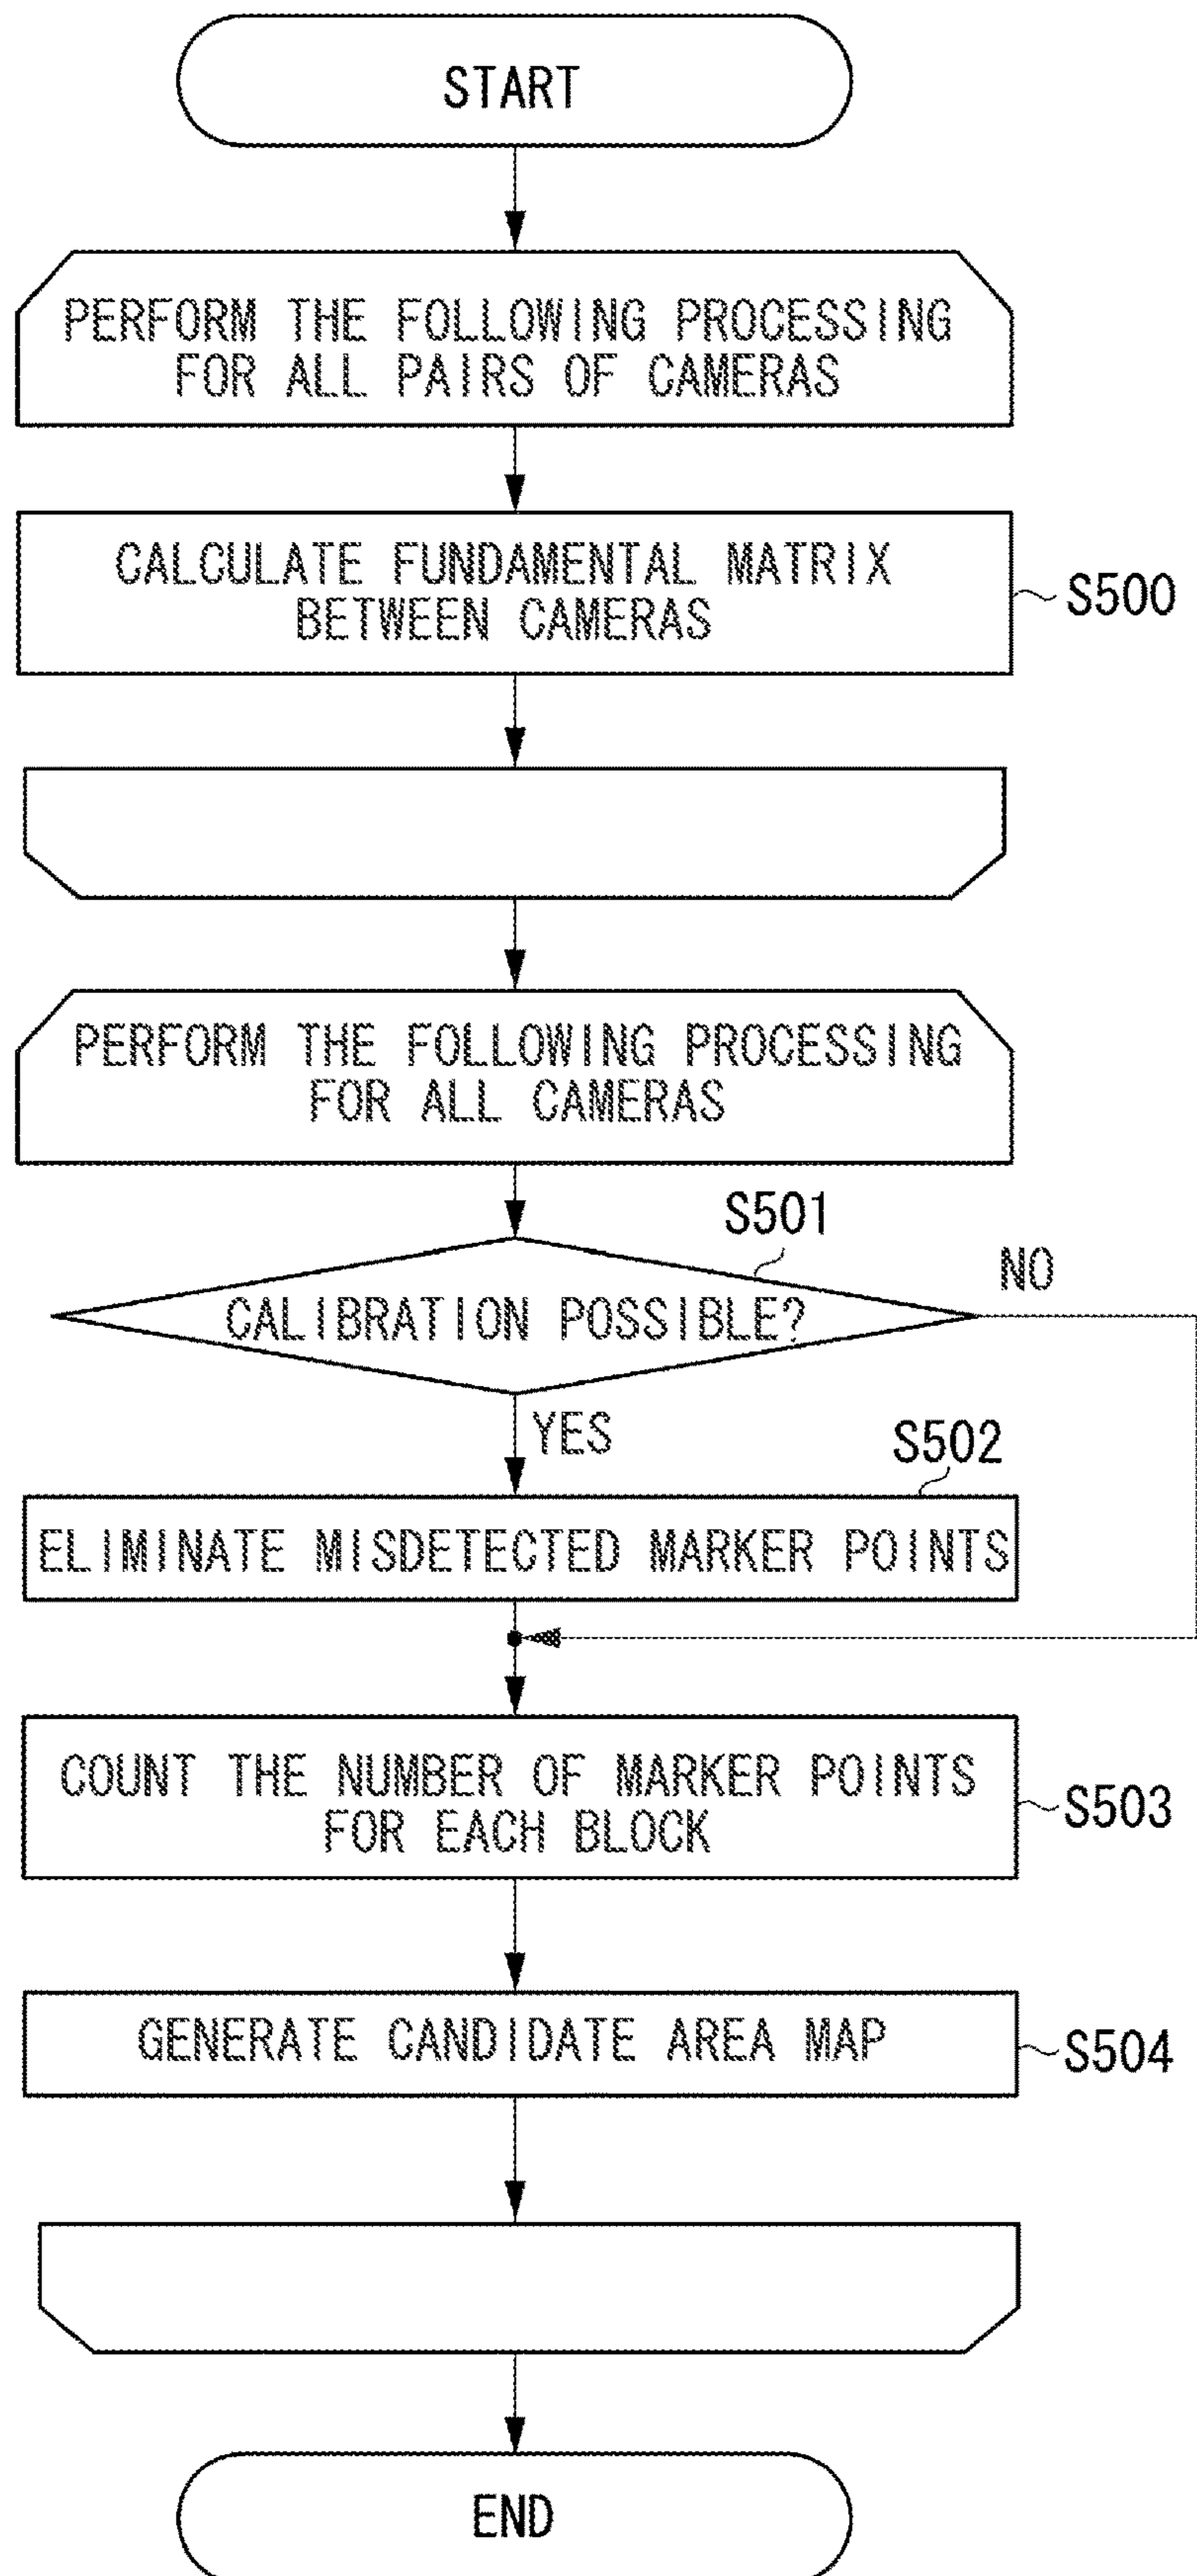 START
PERFORM THE FOLLOWING PROCESSING
FOR ALL PAIRS OF CAMERAS
CALCULATE FUNDAMENTAL MATRIX
BETWEEN CAMERAS
S500
PERFORM THE FOLLOWING PROCESSING
FOR ALL CAMERAS
S501
NO
CALIBRATION POSSIBLE?
YES
S502
ELIMINATE MISDETECTED MARKER POINTS
COUNT THE NUMBER OF MARKER POINTS
FOR EACH BLOCK
S503
GENERATE CANDIDATE AREA MAP
S504
END